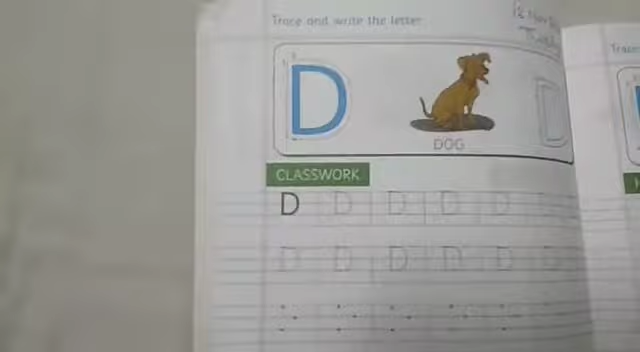 Trace and write the letter
D
DOG
CLASSWORK
D D D D D
D D D D D D